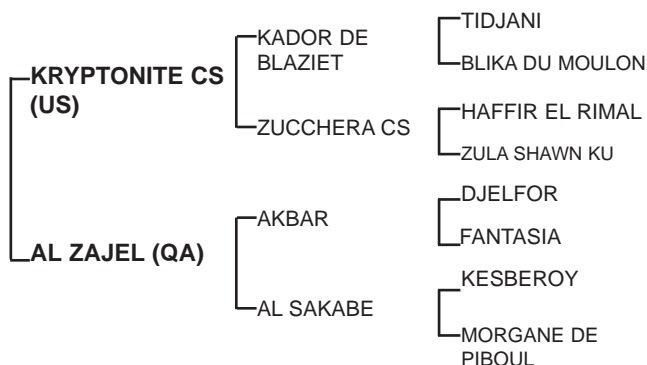 TIDJANI
KADOR DE
BLAZIET
BLIKA DU MOULON
KRYPTONITE CS
(US)
HAFFIR EL RIMAL
ZUCCHERA CS
ZULA SHAWN KU
DJELFOR
AKBAR
FANTASIA
AL ZAJEL (QA)
KESBEROY
AL SAKABE
MORGANE DE
PIBOUL